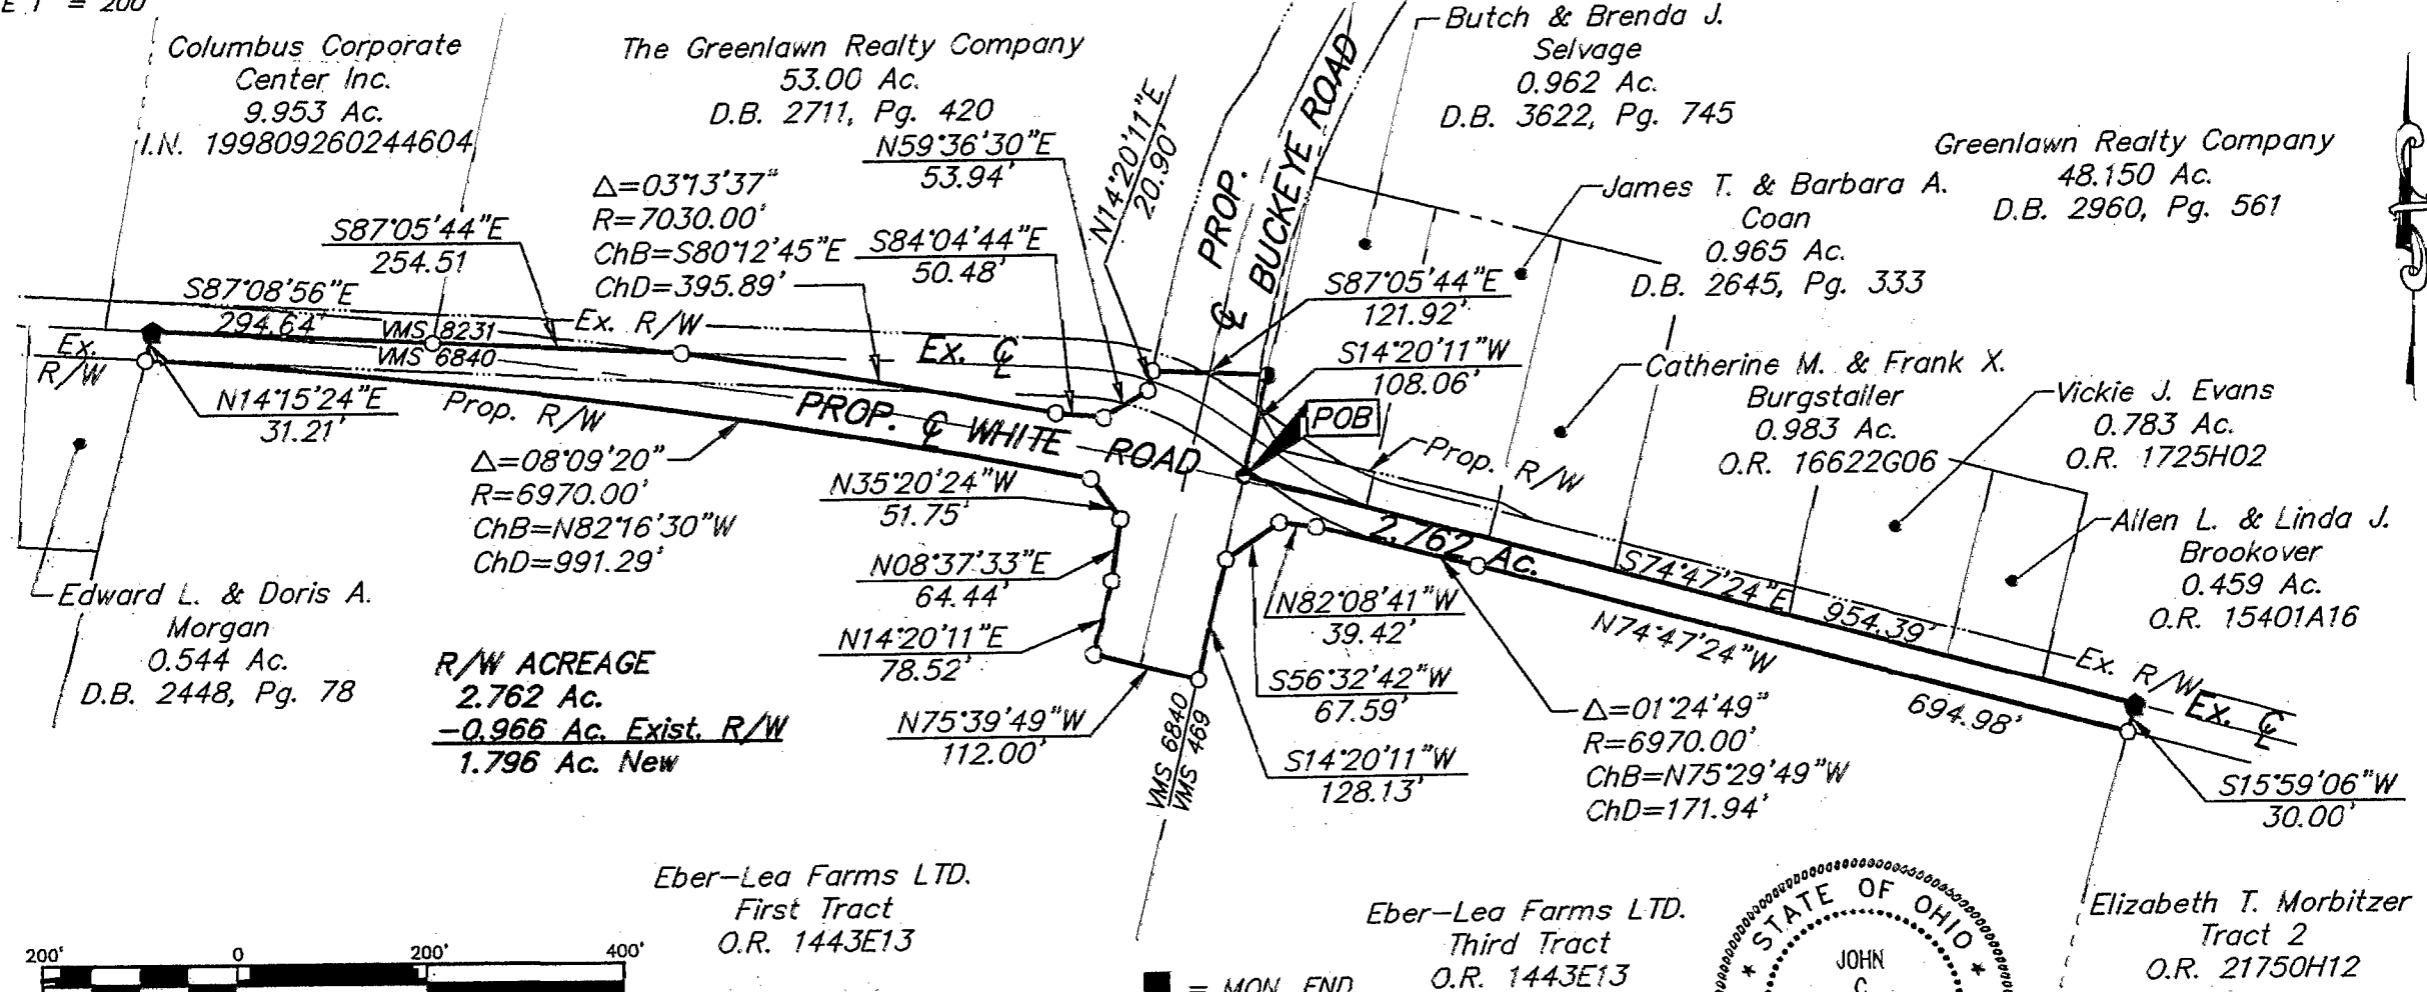 Columbus Corporate
Center Inc.
9.953 Ac.
I.N. 199809260244604
The Greenlawn Realty Company
53.00 Ac.
D.B. 2711, Pg. 420
Butch & Brenda J.
Selvage
0.962 Ac.
D.B. 3622, Pg. 745
Greenlawn Realty Company
48.150 Ac.
D.B. 2960, Pg. 561
James T. & Barbara A.
Coan
0.965 Ac.
D.B. 2645, Pg. 333
Catherine M. & Frank X.
Burgstaller
0.983 Ac.
O.R. 16622G06
Vickie J. Evans
0.783 Ac.
O.R. 1725H02
Allen L. & Linda J.
Brookover
0.459 Ac.
O.R. 15401A16
N59°36'30"E
53.94'
N14°20'11"E
20.90'
PROP.
℄ BUCKEYE ROAD
Δ=03°13'37"
R=7030.00'
ChB=S80°12'45"E
ChD=395.89'
S87°05'44"E
254.51
S84°04'44"E
50.48'
S87°08'56"E
294.64'
VMS 8231
VMS 6840
Ex. R/W
Ex. ℄
S87°05'44"E
121.92'
S14°20'11"W
108.06'
POB
Prop. R/W
Ex.
R/W
N14°15'24"E
31.21'
Prop. R/W
PROP. ℄ WHITE ROAD
Δ=08°09'20"
R=6970.00'
ChB=N82°16'30"W
ChD=991.29'
N35°20'24"W
51.75'
N08°37'33"E
64.44'
N14°20'11"E
78.52'
N75°39'49"W
112.00'
2.762 Ac.
S74°47'24"E 954.39'
N74°47'24"W 694.98'
Ex. R/W
Ex. ℄
N82°08'41"W
39.42'
S56°32'42"W
67.59'
S14°20'11"W
128.13'
Δ=01°24'49"
R=6970.00'
ChB=N75°29'49"W
ChD=171.94'
S15°59'06"W
30.00'
VMS 6840
VMS 469
Edward L. & Doris A.
Morgan
0.544 Ac.
D.B. 2448, Pg. 78
R/W ACREAGE
2.762 Ac.
-0.966 Ac. Exist. R/W
1.796 Ac. New
Eber-Lea Farms LTD.
First Tract
O.R. 1443E13
Eber-Lea Farms LTD.
Third Tract
O.R. 1443E13
Elizabeth T. Morbitzer
Tract 2
O.R. 21750H12
★ STATE OF OHIO ★
JOHN
C.
200' 0 200' 400'
= MON. FND